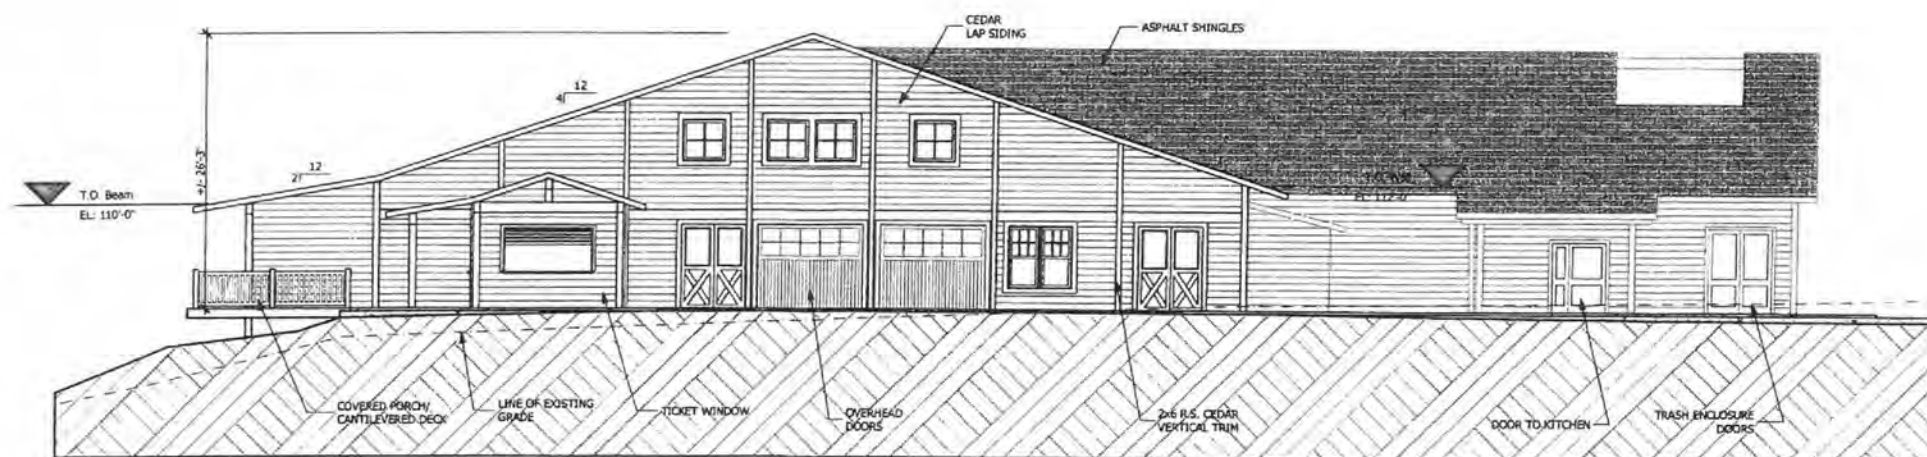 CEDAR
LAP SIDING
ASPHALT SHINGLES
12
4
12
2
+/- 26'-3"
T.O. Beam
EL: 110'-0"
EL: 112'-0"
COVERED PORCH/
CANTILEVERED DECK
LINE OF EXISTING
GRADE
TICKET WINDOW
OVERHEAD
DOORS
2x6 R.S. CEDAR
VERTICAL TRIM
DOOR TO KITCHEN
TRASH ENCLOSURE
DOORS